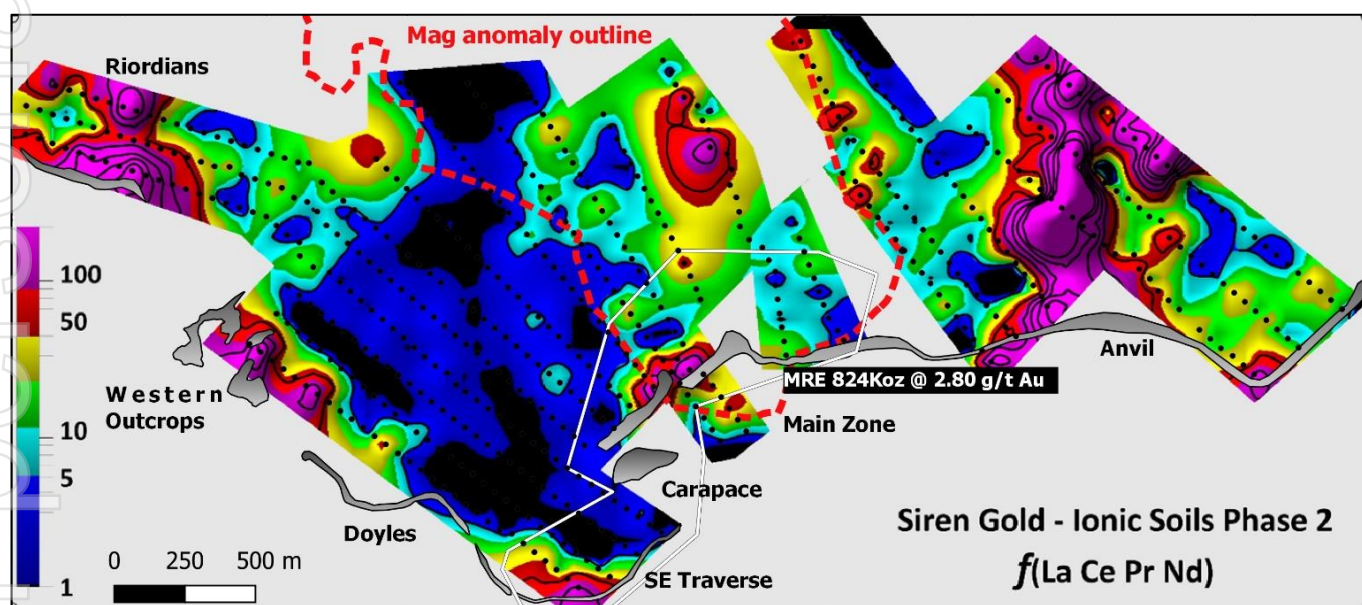 Mag anomaly outline
Riordians
100
50
10
5
1
Western
Outcrops
Anvil
MRE 824Koz @ 2.80 g/t Au
Main Zone
Carapace
Doyles
SE Traverse
0 250 500 m
Siren Gold - Ionic Soils Phase 2
f(La Ce Pr Nd)